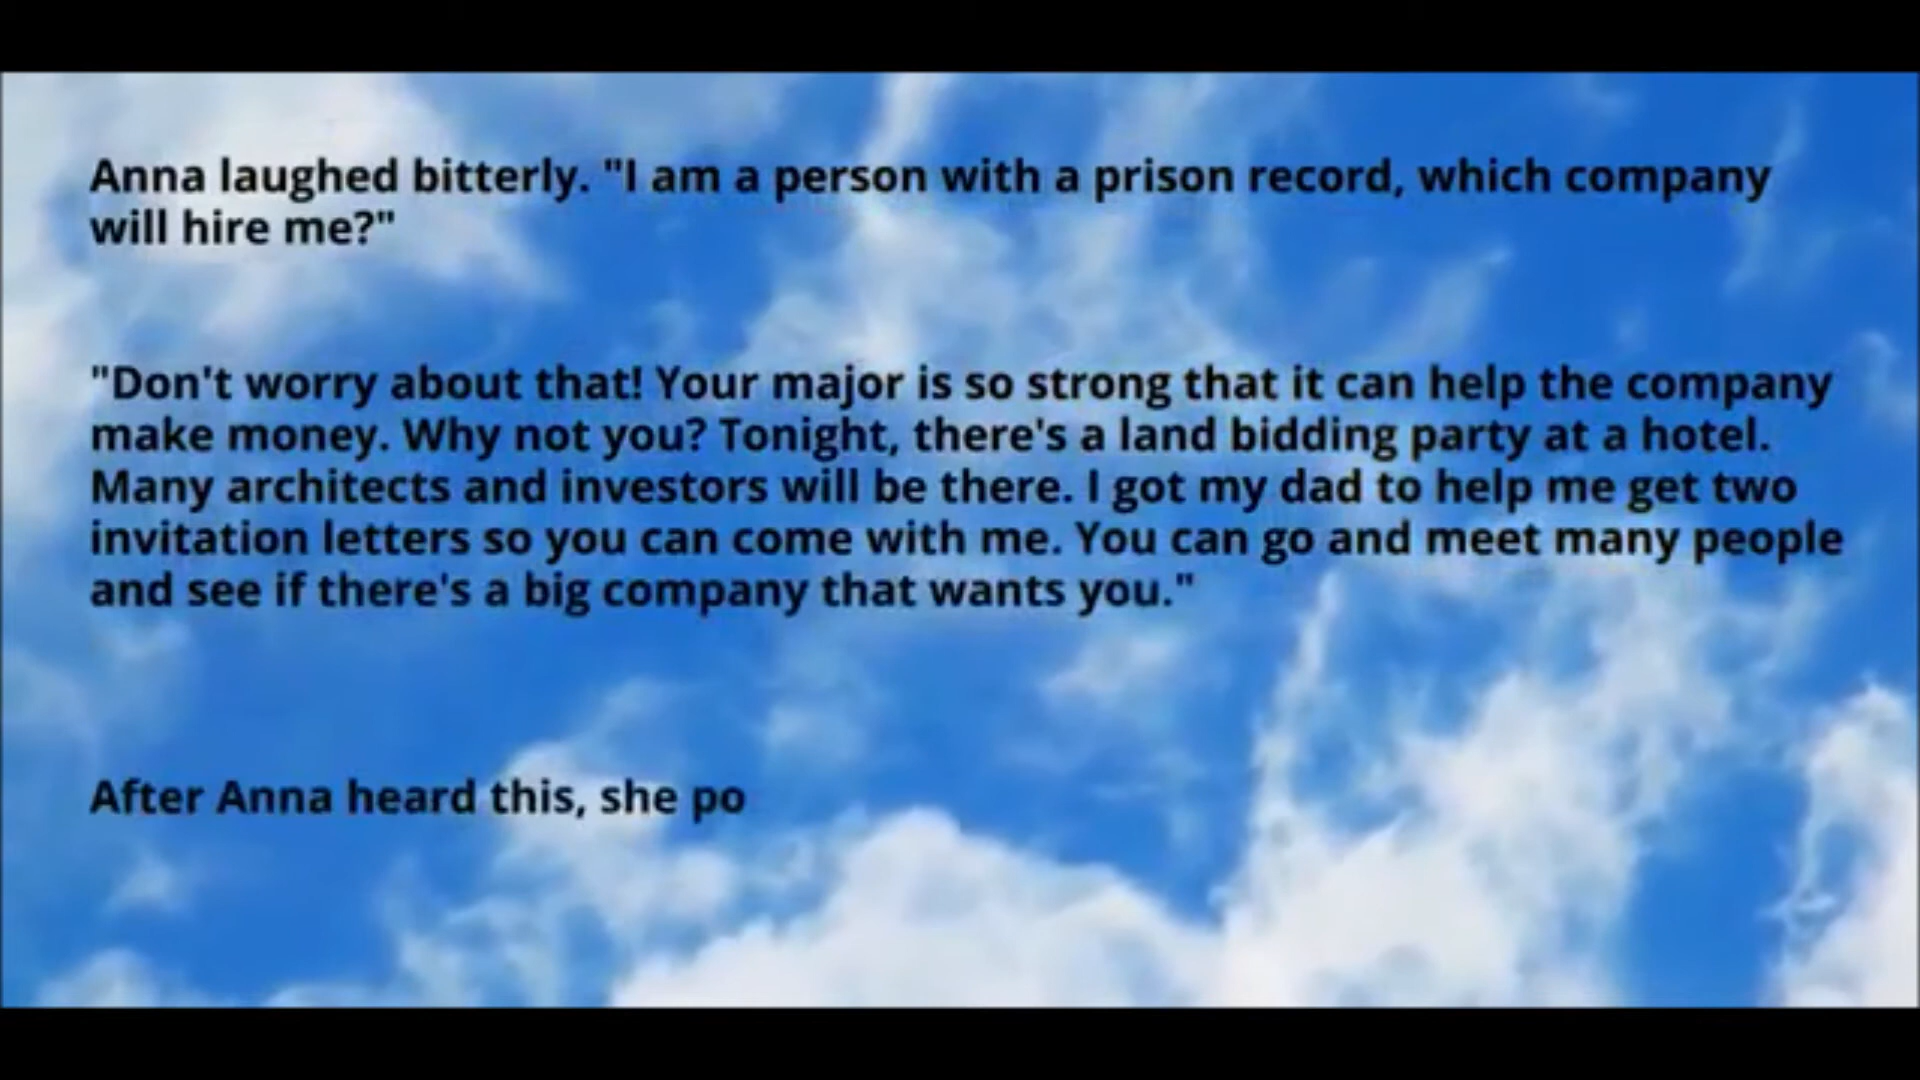 Anna laughed bitterly. "I am a person with a prison record, which company
will hire me?"
"Don't worry about that! Your major is so strong that it can help the company
make money. Why not you? Tonight, there's a land bidding party at a hotel.
Many architects and investors will be there. I got my dad to help me get two
invitation letters so you can come with me. You can go and meet many people
and see if there's a big company that wants you."
After Anna heard this, she po